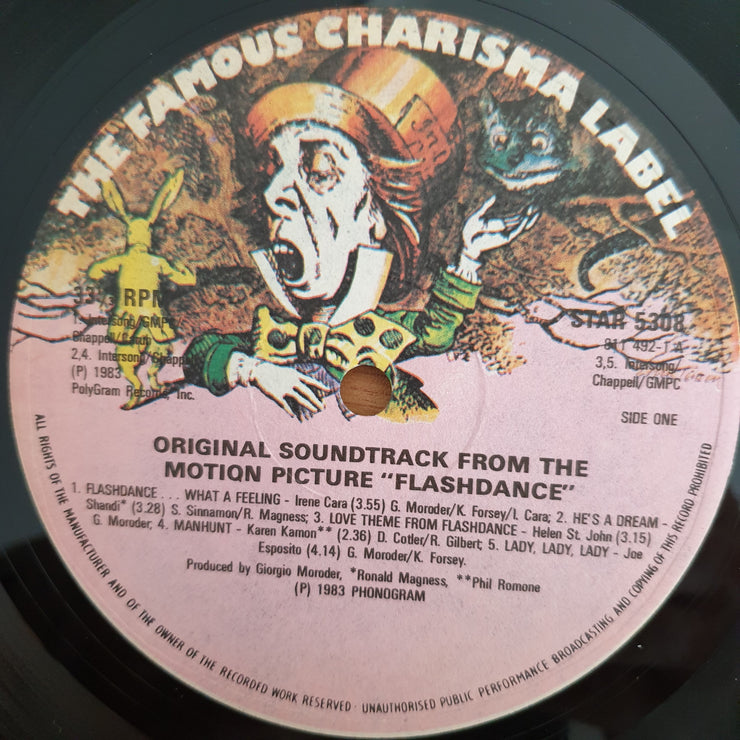 THE FAMOUS CHARISMA LABEL
33⅓ RPM
1. Intersong/GMPC
Chappell/
2,4. Intersong/Chappell
(P) 1983
PolyGram Records, Inc.
STAR 5308
811 492-1 A
3,5. Intersong/
Chappell/GMPC
SIDE ONE
ORIGINAL SOUNDTRACK FROM THE
MOTION PICTURE "FLASHDANCE"
1. FLASHDANCE . . . WHAT A FEELING - Irene Cara (3.55) G. Moroder/K. Forsey/I. Cara; 2. HE'S A DREAM -
Shandi* (3.28) S. Sinnamon/R. Magness; 3. LOVE THEME FROM FLASHDANCE - Helen St. John (3.15)
G. Moroder; 4. MANHUNT - Karen Kamon** (2.36) D. Cotler/R. Gilbert; 5. LADY, LADY, LADY - Joe
Esposito (4.14) G. Moroder/K. Forsey.
Produced by Giorgio Moroder, *Ronald Magness, **Phil Romone
(P) 1983 PHONOGRAM
ALL RIGHTS OF THE MANUFACTURER AND OF THE OWNER OF THE RECORDED WORK RESERVED · UNAUTHORISED PUBLIC PERFORMANCE BROADCASTING AND COPYING OF THIS RECORD PROHIBITED